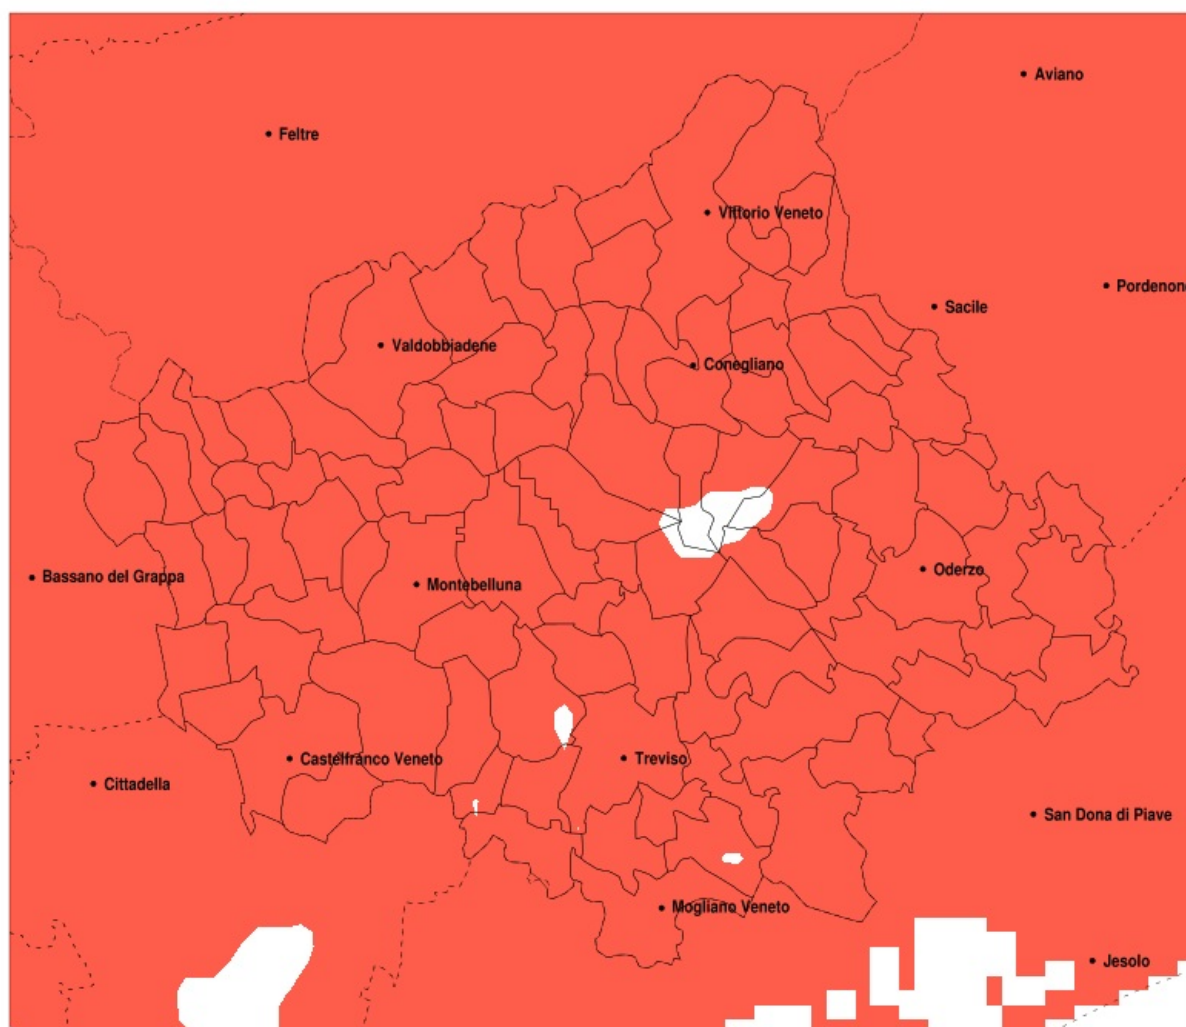 Aviano
Feltre
Vittorio Veneto
Pordenone
Sacile
Valdobbiadene
Conegliano
Oderzo
Bassano del Grappa
Montebelluna
Castelfranco Veneto
Treviso
Cittadella
San Dona di Piave
Mogliano Veneto
Jesolo